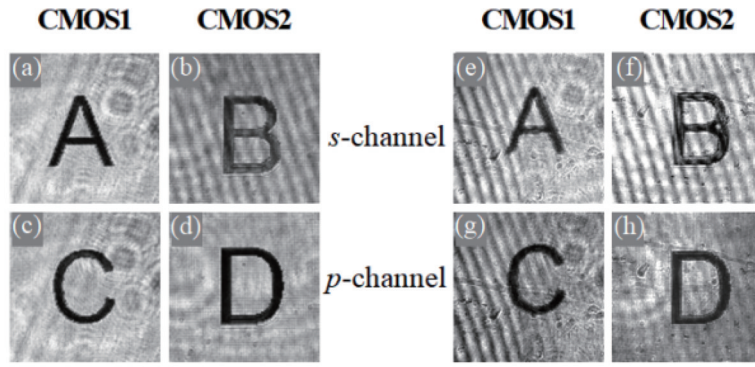 CMOS1 CMOS2 CMOS1 CMOS2
(a) (b) (e) (f)
A B s-channel A B
(c) (d) (g) (h)
C D p-channel C D